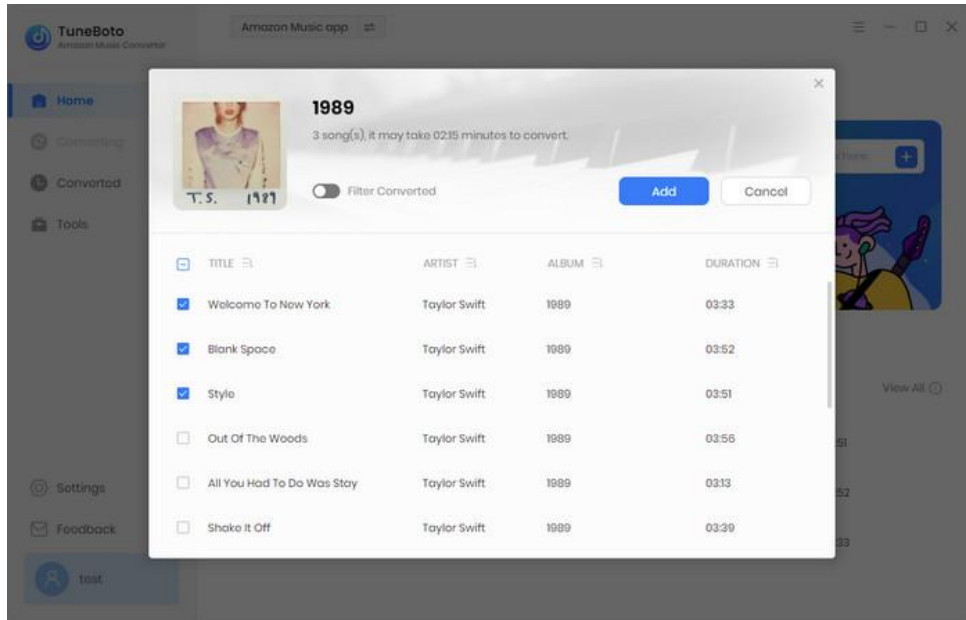 TuneBoto
Amazon Music Converter
Amazon Music app
Home
Converting
Converted
Tools
Settings
Feedback
test
1989
3 song(s), it may take 02:15 minutes to convert.
Filter Converted
Add
Cancel
T.S. 1989
TITLE ARTIST ALBUM DURATION
Welcome To New York Taylor Swift 1989 03:33
Blank Space Taylor Swift 1989 03:52
Style Taylor Swift 1989 03:51
Out Of The Woods Taylor Swift 1989 03:56
All You Had To Do Was Stay Taylor Swift 1989 03:13
Shake It Off Taylor Swift 1989 03:39
here.
View All
51
52
33